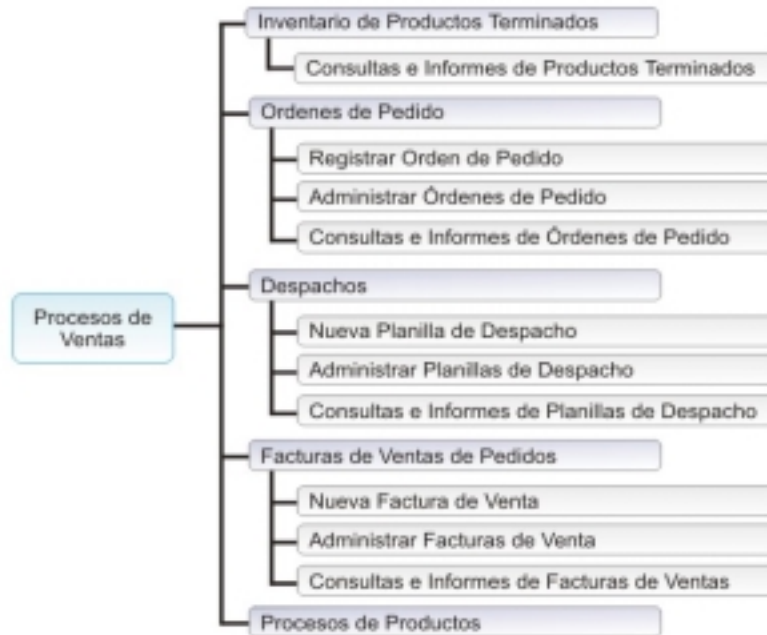 Inventario de Productos Terminados
Consultas e Informes de Productos Terminados
Ordenes de Pedido
Registrar Orden de Pedido
Administrar Órdenes de Pedido
Consultas e Informes de Órdenes de Pedido
Procesos de
Ventas
Despachos
Nueva Planilla de Despacho
Administrar Planillas de Despacho
Consultas e Informes de Planillas de Despacho
Facturas de Ventas de Pedidos
Nueva Factura de Venta
Administrar Facturas de Venta
Consultas e Informes de Facturas de Ventas
Procesos de Productos